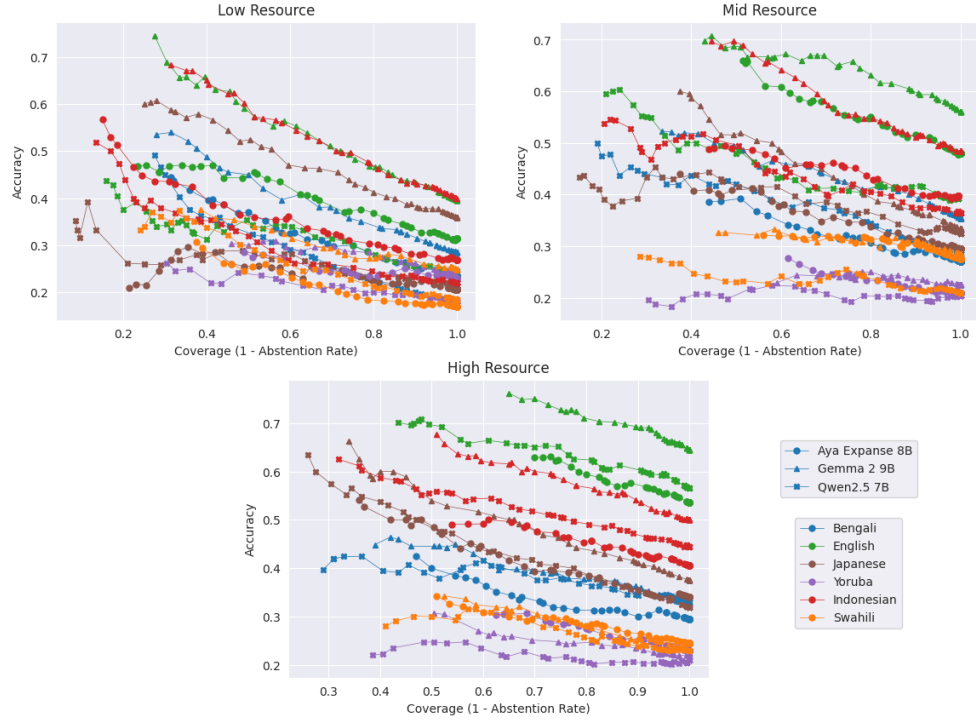 Low Resource
Mid Resource
0.7
0.6
0.5
0.4
0.3
0.2
Accuracy
0.2
0.4
0.6
0.8
1.0
Coverage (1 - Abstention Rate)
0.7
0.6
0.5
0.4
0.3
0.2
Accuracy
0.2
0.4
0.6
0.8
1.0
Coverage (1 - Abstention Rate)
High Resource
0.7
0.6
0.5
0.4
0.3
0.2
Accuracy
0.3
0.4
0.5
0.6
0.7
0.8
0.9
1.0
Coverage (1 - Abstention Rate)
Aya Expanse 8B
Gemma 2 9B
Qwen2.5 7B
Bengali
English
Japanese
Yoruba
Indonesian
Swahili